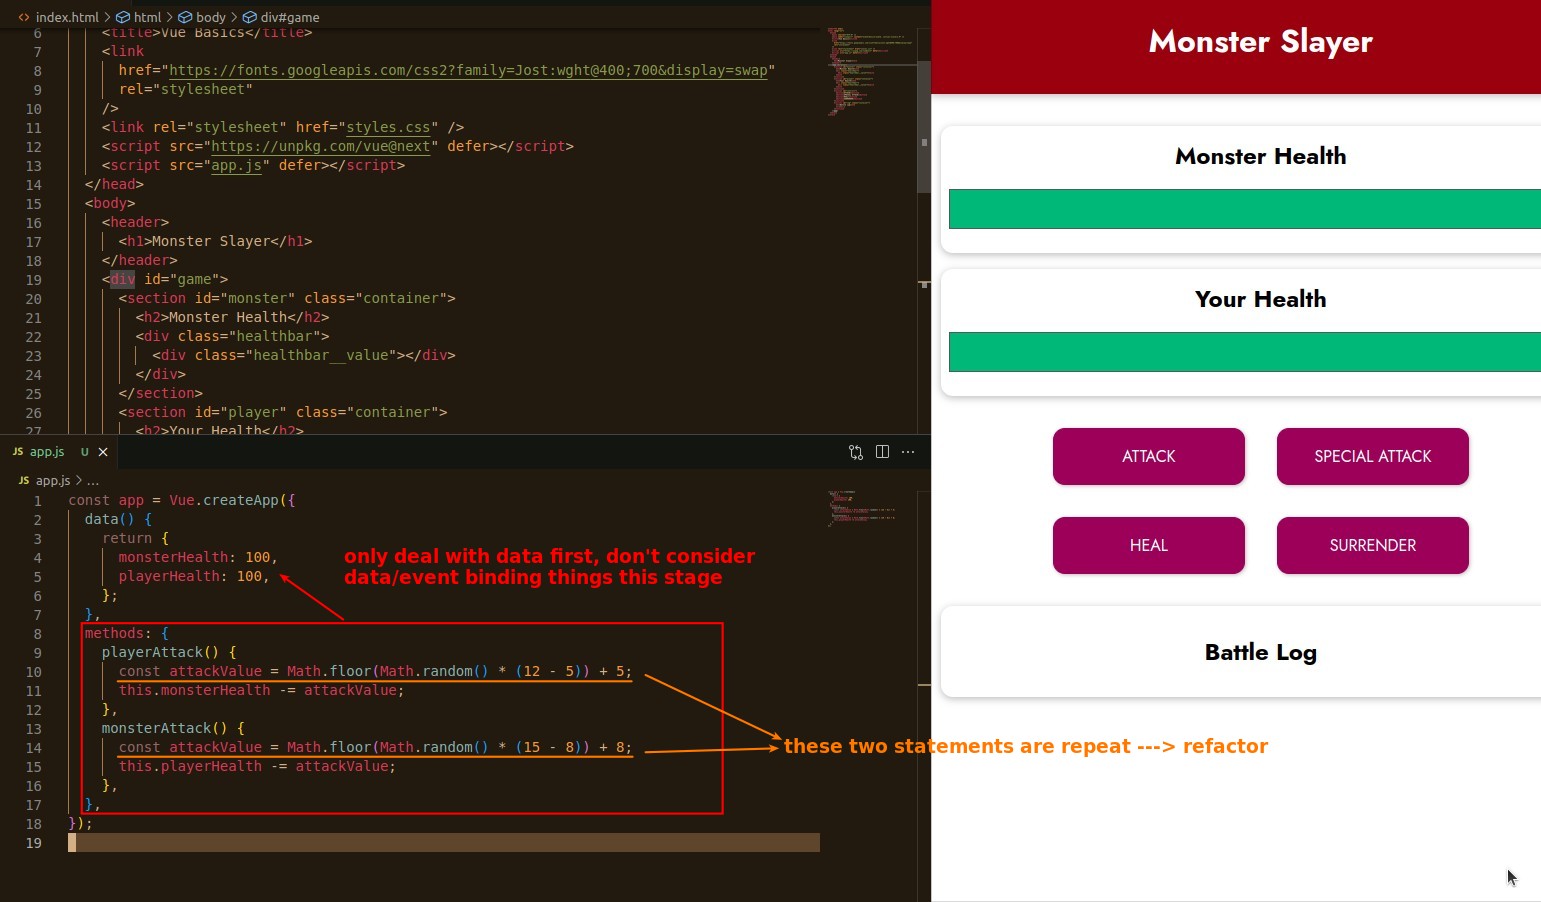 index.html > html > body > div#game
6 <title>Vue Basics</title>
7 <link
8 href="https://fonts.googleapis.com/css2?family=Jost:wght@400;700&display=swap"
9 rel="stylesheet"
10 />
11 <link rel="stylesheet" href="styles.css" />
12 <script src="https://unpkg.com/vue@next" defer></script>
13 <script src="app.js" defer></script>
14 </head>
15 <body>
16 <header>
17 <h1>Monster Slayer</h1>
18 </header>
19 <div id="game">
20 <section id="monster" class="container">
21 <h2>Monster Health</h2>
22 <div class="healthbar">
23 <div class="healthbar__value"></div>
24 </div>
25 </section>
26 <section id="player" class="container">
27 <h2>Your Health</h2>
JS app.js U
JS app.js > ...
1 const app = Vue.createApp({
2 data() {
3 return {
4 monsterHealth: 100,
5 playerHealth: 100,
6 };
7 },
8 methods: {
9 playerAttack() {
10 const attackValue = Math.floor(Math.random() * (12 - 5)) + 5;
11 this.monsterHealth -= attackValue;
12 },
13 monsterAttack() {
14 const attackValue = Math.floor(Math.random() * (15 - 8)) + 8;
15 this.playerHealth -= attackValue;
16 },
17 },
18 });
19
only deal with data first, don't consider
data/event binding things this stage
these two statements are repeat ---> refactor
Monster Slayer
Monster Health
Your Health
ATTACK
SPECIAL ATTACK
HEAL
SURRENDER
Battle Log